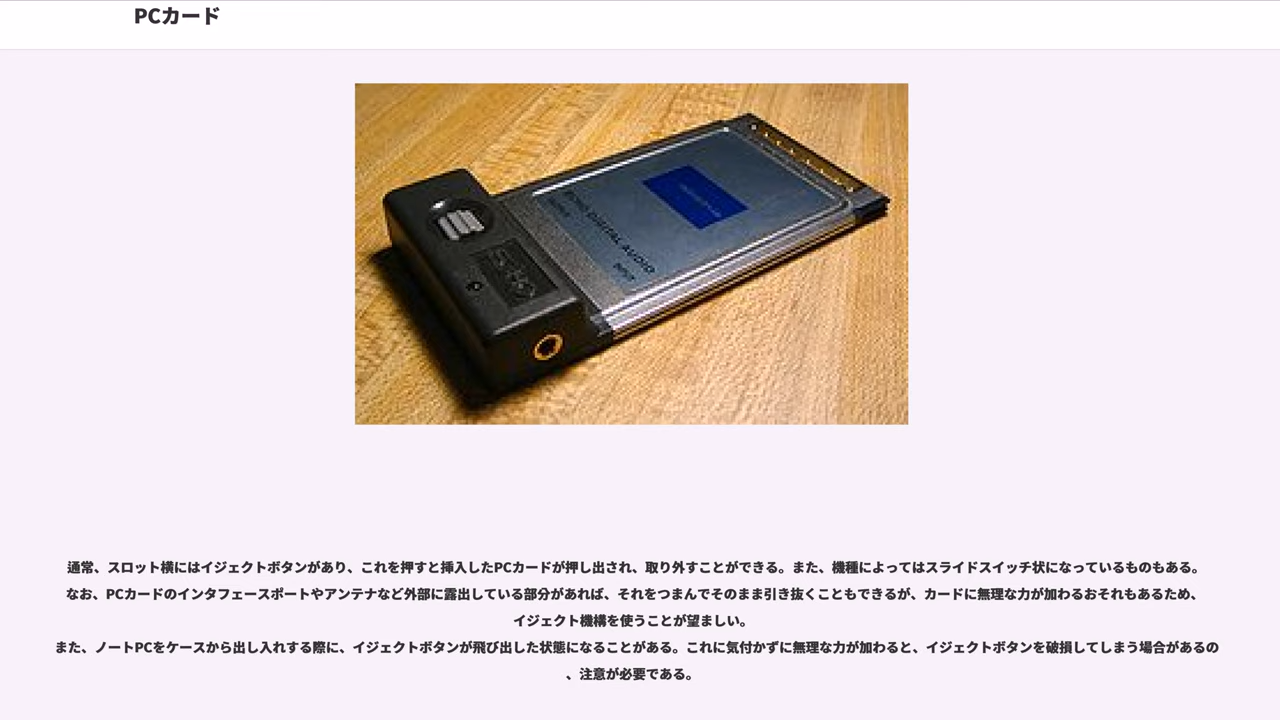 PCカード
DIGITAL AUDIO
通常、スロット横にはイジェクトボタンがあり、これを押すと挿入したPCカードが押し出され、取り外すことができる。また、機種によってはスライドスイッチ状になっているものもある。
なお、PCカードのインタフェースポートやアンテナなど外部に露出している部分があれば、それをつまんでそのまま引き抜くこともできるが、カードに無理な力が加わるおそれもあるため、
イジェクト機構を使うことが望ましい。
また、ノートPCをケースから出し入れする際に、イジェクトボタンが飛び出した状態になることがある。これに気付かずに無理な力が加わると、イジェクトボタンを破損してしまう場合があるの
、注意が必要である。